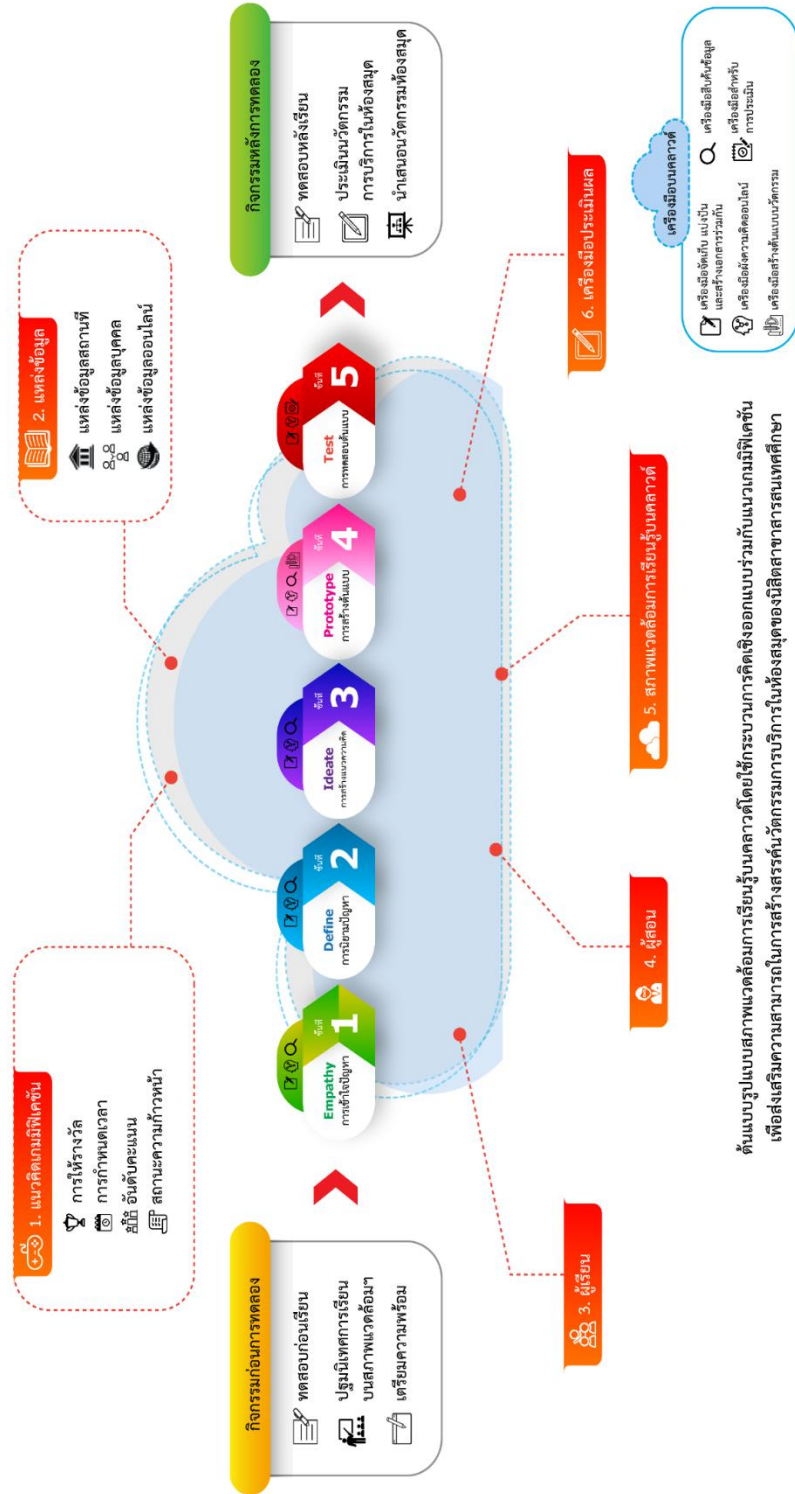 1. แนวคิดเกมมิฟิเคชัน
การให้รางวัล
การกำหนดเวลา
อันดับคะแนน
สถานะความก้าวหน้า
2. แหล่งข้อมูล
แหล่งข้อมูลสถานที่
แหล่งข้อมูลบุคคล
แหล่งข้อมูลออนไลน์
กิจกรรมก่อนการทดลอง
ทดสอบก่อนเรียน
ปฐมนิเทศการเรียน
บนสภาพแวดล้อมฯ
เตรียมความพร้อม
Empathy
การเข้าใจปัญหา
ขั้นที่
1
Define
การนิยามปัญหา
ขั้นที่
2
Ideate
การสร้างแนวความคิด
ขั้นที่
3
Prototype
การสร้างต้นแบบ
ขั้นที่
4
Test
การทดสอบต้นแบบ
ขั้นที่
5
กิจกรรมหลังการทดลอง
ทดสอบหลังเรียน
ประเมินนวัตกรรม
การบริการในห้องสมุด
นำเสนอนวัตกรรมห้องสมุด
3. ผู้เรียน
4. ผู้สอน
5. สภาพแวดล้อมการเรียนรู้บนคลาวด์
6. เครื่องมือประเมินผล
เครื่องมือบนคลาวด์
เครื่องมือจัดเก็บ แบ่งปัน
และสร้างเอกสารร่วมกัน
เครื่องมือผังความคิดออนไลน์
เครื่องมือสร้างต้นแบบนวัตกรรม
เครื่องมือสืบค้นข้อมูล
เครื่องมือสำหรับ
การประเมิน
ต้นแบบรูปแบบสภาพแวดล้อมการเรียนรู้บนคลาวด์โดยใช้กระบวนการคิดเชิงออกแบบร่วมกับแนวเกมมิฟิเคชัน
เพื่อส่งเสริมความสามารถในการสร้างสรรค์นวัตกรรมการบริการในห้องสมุดของนิสิตสาขาสารสนเทศศึกษา